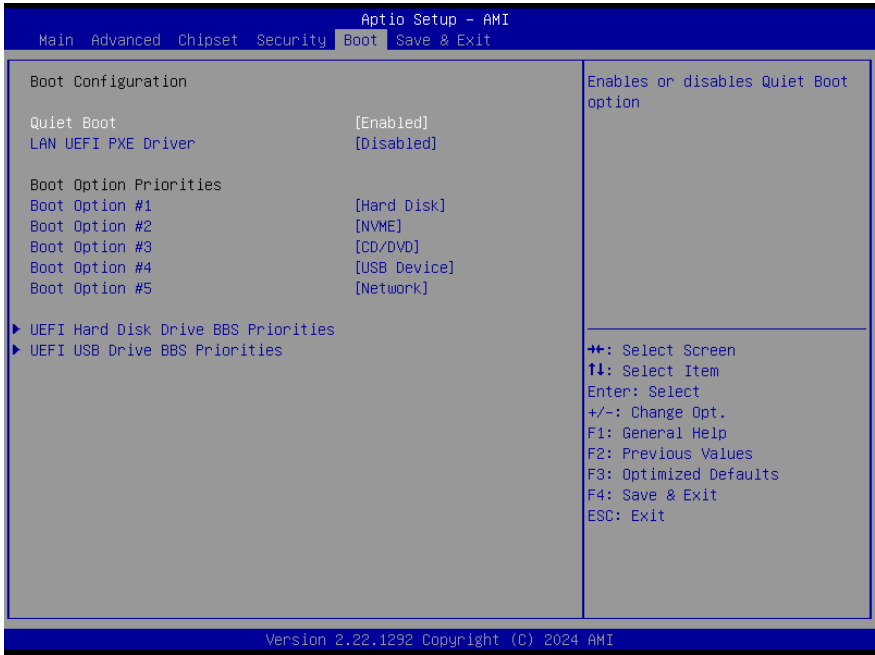 Aptio Setup – AMI
Main Advanced Chipset Security Boot Save & Exit
Boot Configuration
Quiet Boot [Enabled]
LAN UEFI PXE Driver [Disabled]
Boot Option Priorities
Boot Option #1 [Hard Disk]
Boot Option #2 [NVME]
Boot Option #3 [CD/DVD]
Boot Option #4 [USB Device]
Boot Option #5 [Network]
UEFI Hard Disk Drive BBS Priorities
UEFI USB Drive BBS Priorities
Enables or disables Quiet Boot
option
→←: Select Screen
↑↓: Select Item
Enter: Select
+/-: Change Opt.
F1: General Help
F2: Previous Values
F3: Optimized Defaults
F4: Save & Exit
ESC: Exit
Version 2.22.1292 Copyright (C) 2024 AMI